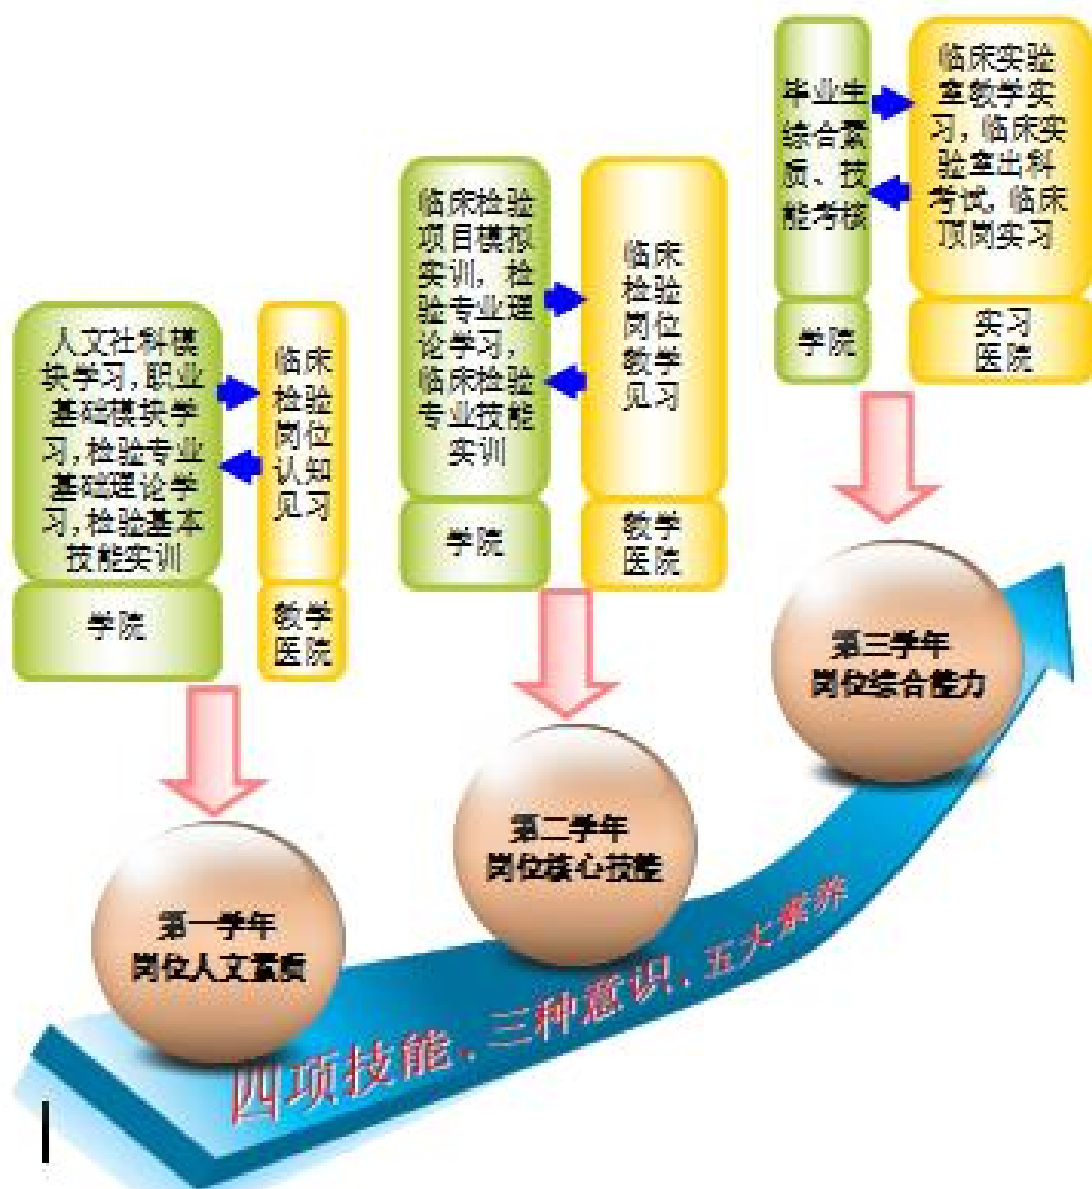 人文社科模
块学习,职业
基础模块学
习,检验专业
基础理论学
习,检验基本
技能实训
学院
临床
检验
岗位
认知
见习
教学
医院
第一学年
岗位人文素质
临床检验
项目模拟
实训，检
验专业理
论学习，
临床检验
专业技能
实训
学院
临床
检验
岗位
教学
见习
教学
医院
第二学年
岗位核心技能
毕业生
综合素
质、技
能考核
学院
临床实验
室教学实
习，临床实
验室出科
考试，临床
顶岗实习
实习
医院
第三学年
岗位综合能力
四项技能、三种意识、五大素养